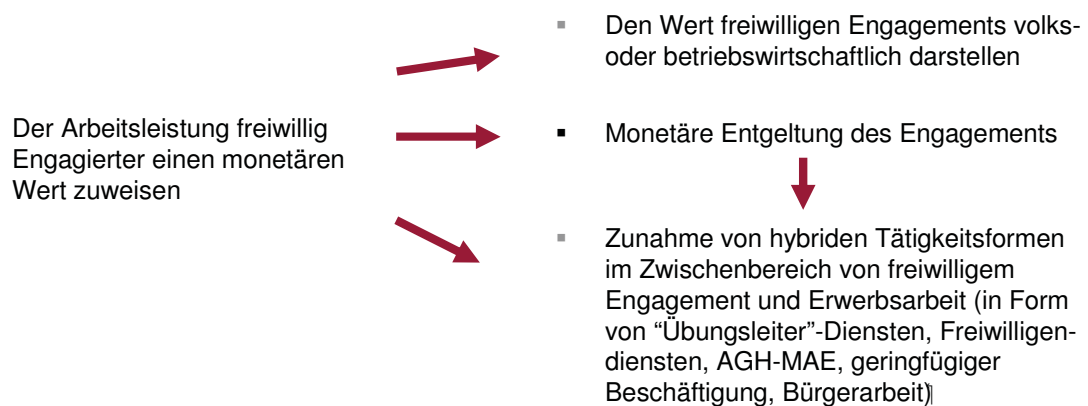 Der Arbeitsleistung freiwillig
Engagierter einen monetären
Wert zuweisen
Den Wert freiwilligen Engagements volks-
oder betriebswirtschaftlich darstellen
Monetäre Entgeltung des Engagements
Zunahme von hybriden Tätigkeitsformen
im Zwischenbereich von freiwilligem
Engagement und Erwerbsarbeit (in Form
von “Übungsleiter”-Diensten, Freiwilligen-
diensten, AGH-MAE, geringfügiger
Beschäftigung, Bürgerarbeit)